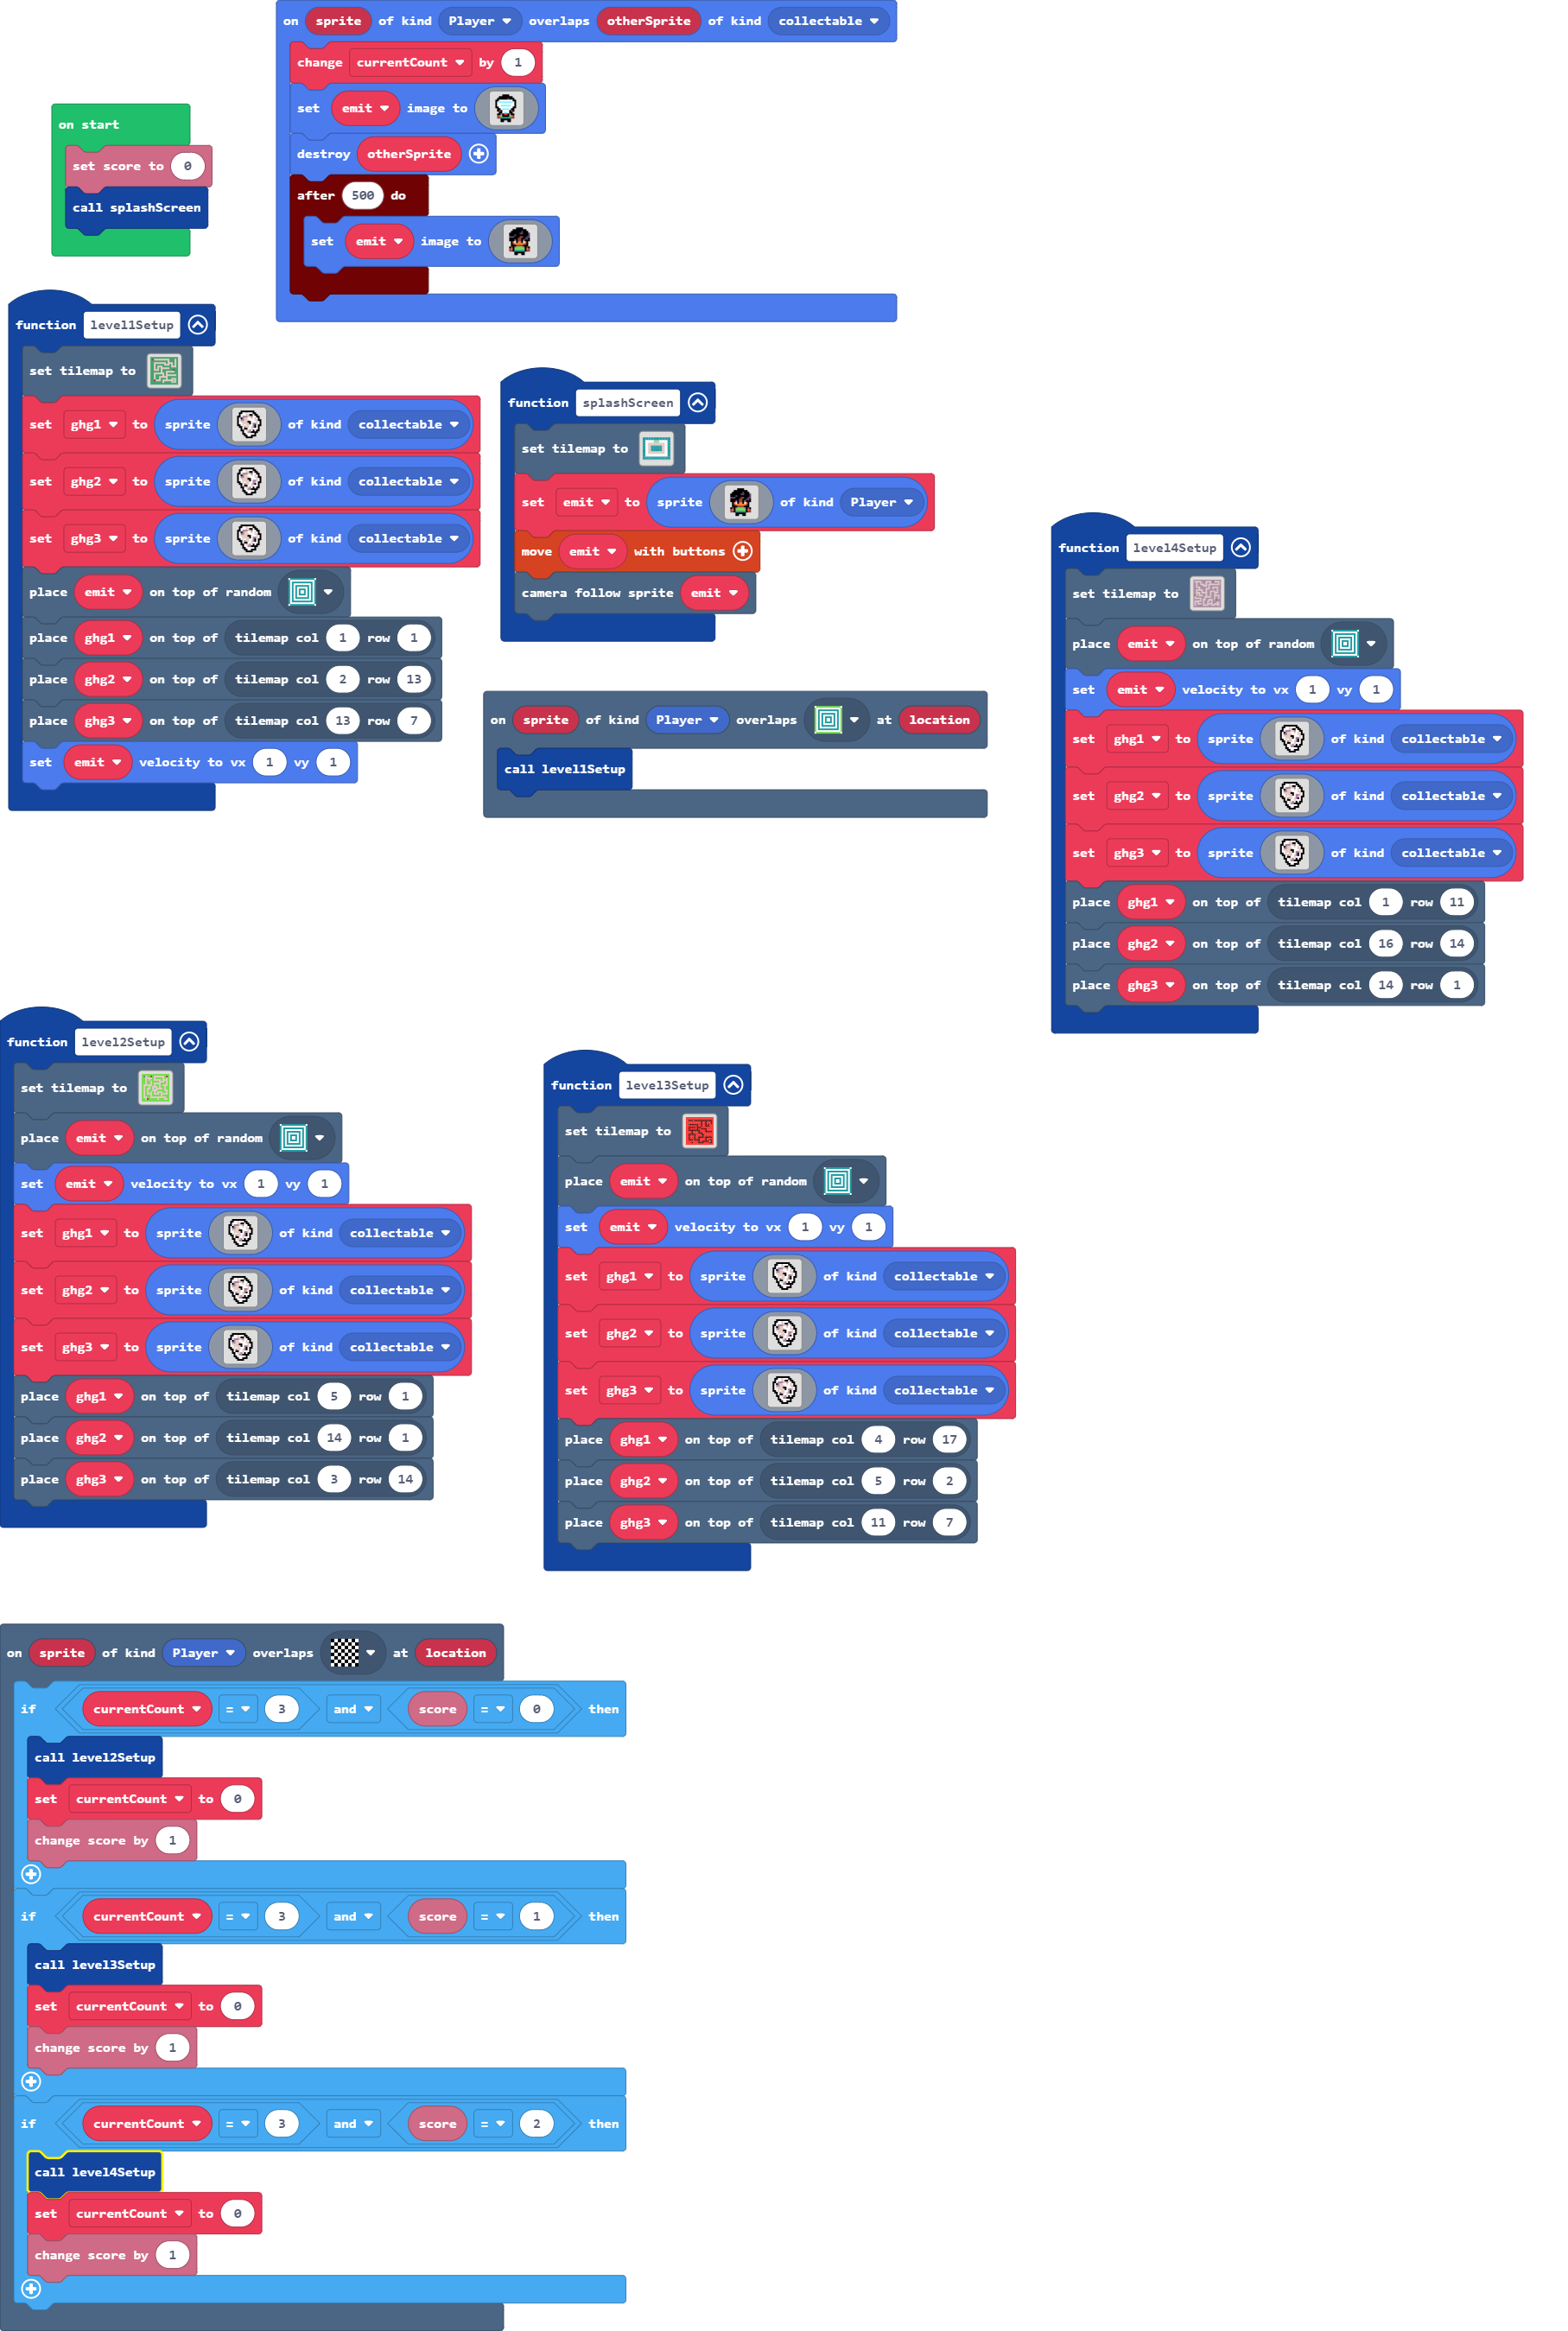 on sprite of kind Player overlaps otherSprite of kind collectable
change currentCount by 1
set emit image to
destroy otherSprite
after 500 do
set emit image to
on start
set score to 0
call splashScreen
function level1Setup
set tilemap to
set ghg1 to sprite of kind collectable
set ghg2 to sprite of kind collectable
set ghg3 to sprite of kind collectable
place emit on top of random
place ghg1 on top of tilemap col 1 row 1
place ghg2 on top of tilemap col 2 row 13
place ghg3 on top of tilemap col 13 row 7
set emit velocity to vx 1 vy 1
function splashScreen
set tilemap to
set emit to sprite of kind Player
move emit with buttons
camera follow sprite emit
on sprite of kind Player overlaps at location
call level1Setup
function level4Setup
set tilemap to
place emit on top of random
set emit velocity to vx 1 vy 1
set ghg1 to sprite of kind collectable
set ghg2 to sprite of kind collectable
set ghg3 to sprite of kind collectable
place ghg1 on top of tilemap col 1 row 11
place ghg2 on top of tilemap col 16 row 14
place ghg3 on top of tilemap col 14 row 1
function level2Setup
set tilemap to
place emit on top of random
set emit velocity to vx 1 vy 1
set ghg1 to sprite of kind collectable
set ghg2 to sprite of kind collectable
set ghg3 to sprite of kind collectable
place ghg1 on top of tilemap col 5 row 1
place ghg2 on top of tilemap col 14 row 1
place ghg3 on top of tilemap col 3 row 14
function level3Setup
set tilemap to
place emit on top of random
set emit velocity to vx 1 vy 1
set ghg1 to sprite of kind collectable
set ghg2 to sprite of kind collectable
set ghg3 to sprite of kind collectable
place ghg1 on top of tilemap col 4 row 17
place ghg2 on top of tilemap col 5 row 2
place ghg3 on top of tilemap col 11 row 7
on sprite of kind Player overlaps at location
if currentCount = 3 and score = 0 then
call level2Setup
set currentCount to 0
change score by 1
if currentCount = 3 and score = 1 then
call level3Setup
set currentCount to 0
change score by 1
if currentCount = 3 and score = 2 then
call level4Setup
set currentCount to 0
change score by 1